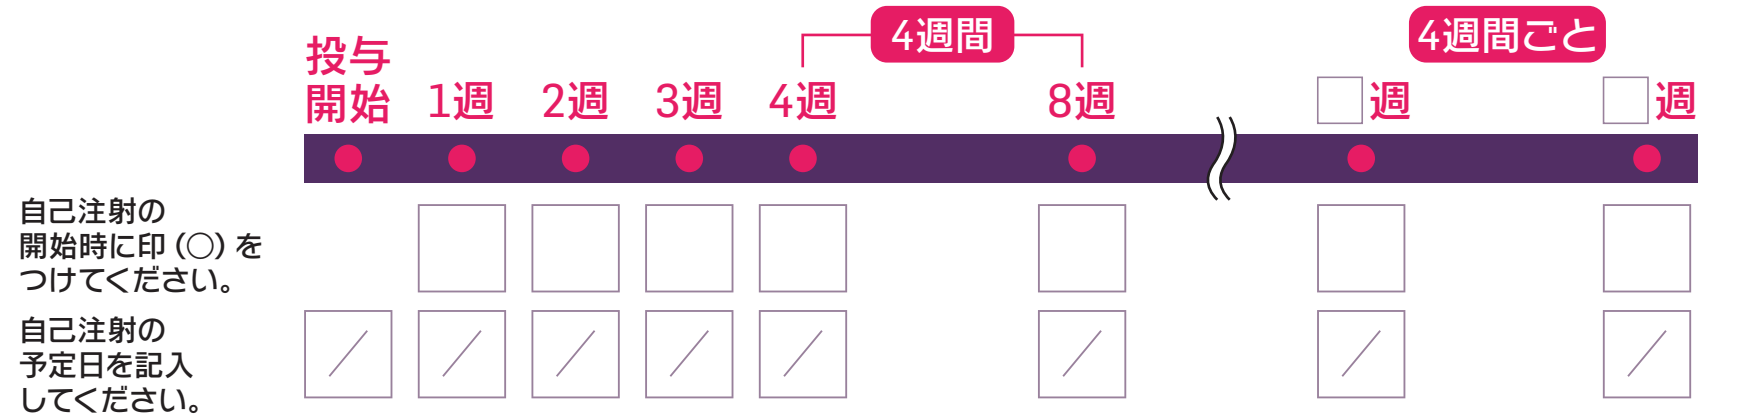 4週間
4週間ごと
投与
開始
1週
2週
3週
4週
8週
□週
□週
自己注射の
開始時に印(○)を
つけてください。
自己注射の
予定日を記入
してください。
／
／
／
／
／
／
／
／